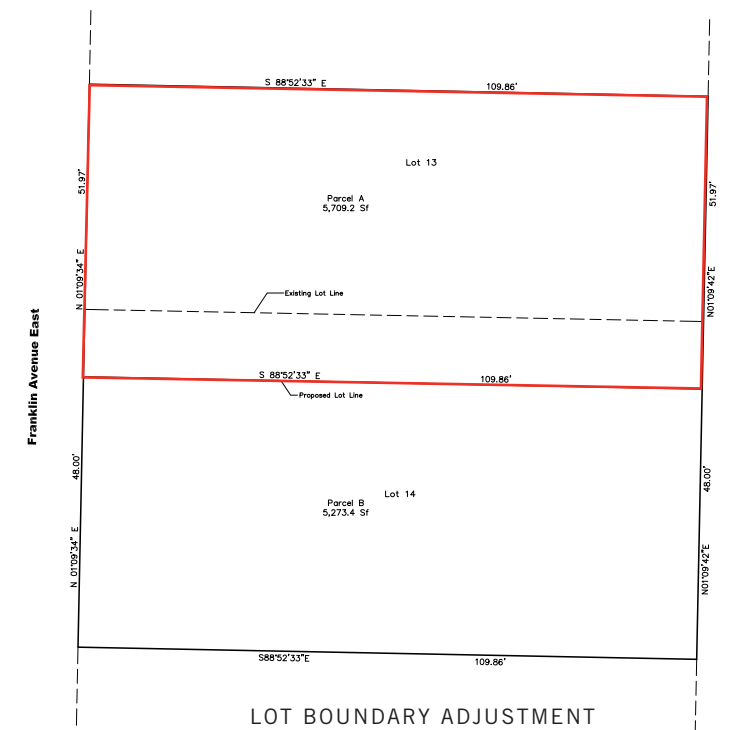 S 88°52'33" E
109.86'
Lot 13
51.97'
51.97'
Parcel A
5,709.2 Sf
N 01°09'34" E
N01°09'42"E
Existing Lot Line
Franklin Avenue East
S 88°52'33" E
109.86'
Proposed Lot Line
48.00'
48.00'
Lot 14
Parcel B
5,273.4 Sf
N 01°09'34" E
N01°09'42"E
S88°52'33"E
109.86'
LOT BOUNDARY ADJUSTMENT